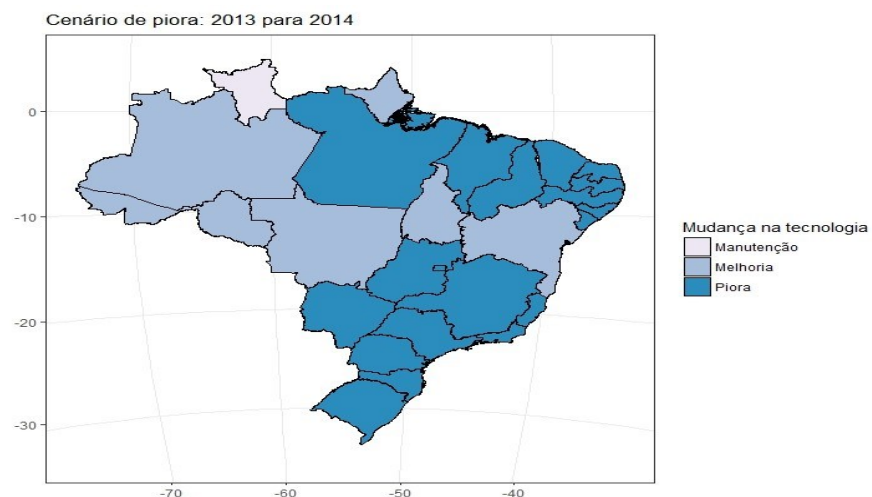 Cenário de piora: 2013 para 2014
0
-10
-20
-30
-70
-60
-50
-40
Mudança na tecnologia
Manutenção
Melhoria
Piora